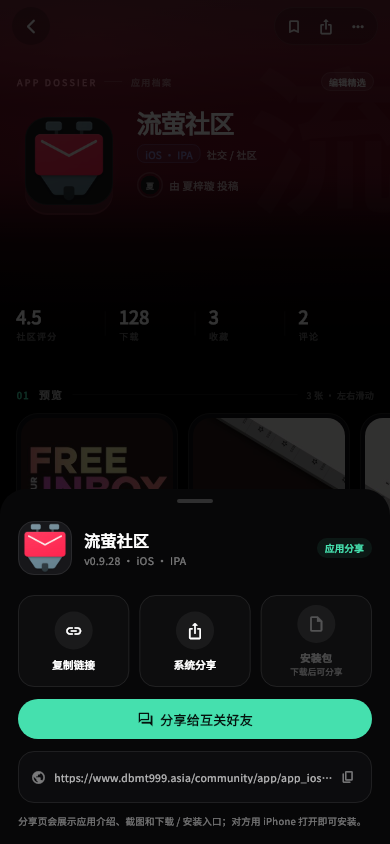 APP DOSSIER 应用档案
编辑精选
流萤社区
iOS · IPA 社交 / 社区
夏 由 夏梓璇 投稿
4.5 128 3 2
社区评分 下载 收藏 评论
01 预览 3 张 · 左右滑动
FREE
UR
INBOX
流萤社区
v0.9.28 · iOS · IPA
应用分享
复制链接
系统分享
安装包
下载后可分享
分享给互关好友
https://www.dbmt999.asia/community/app/app_ios···
分享页会展示应用介绍、截图和下载 / 安装入口；对方用 iPhone 打开即可安装。